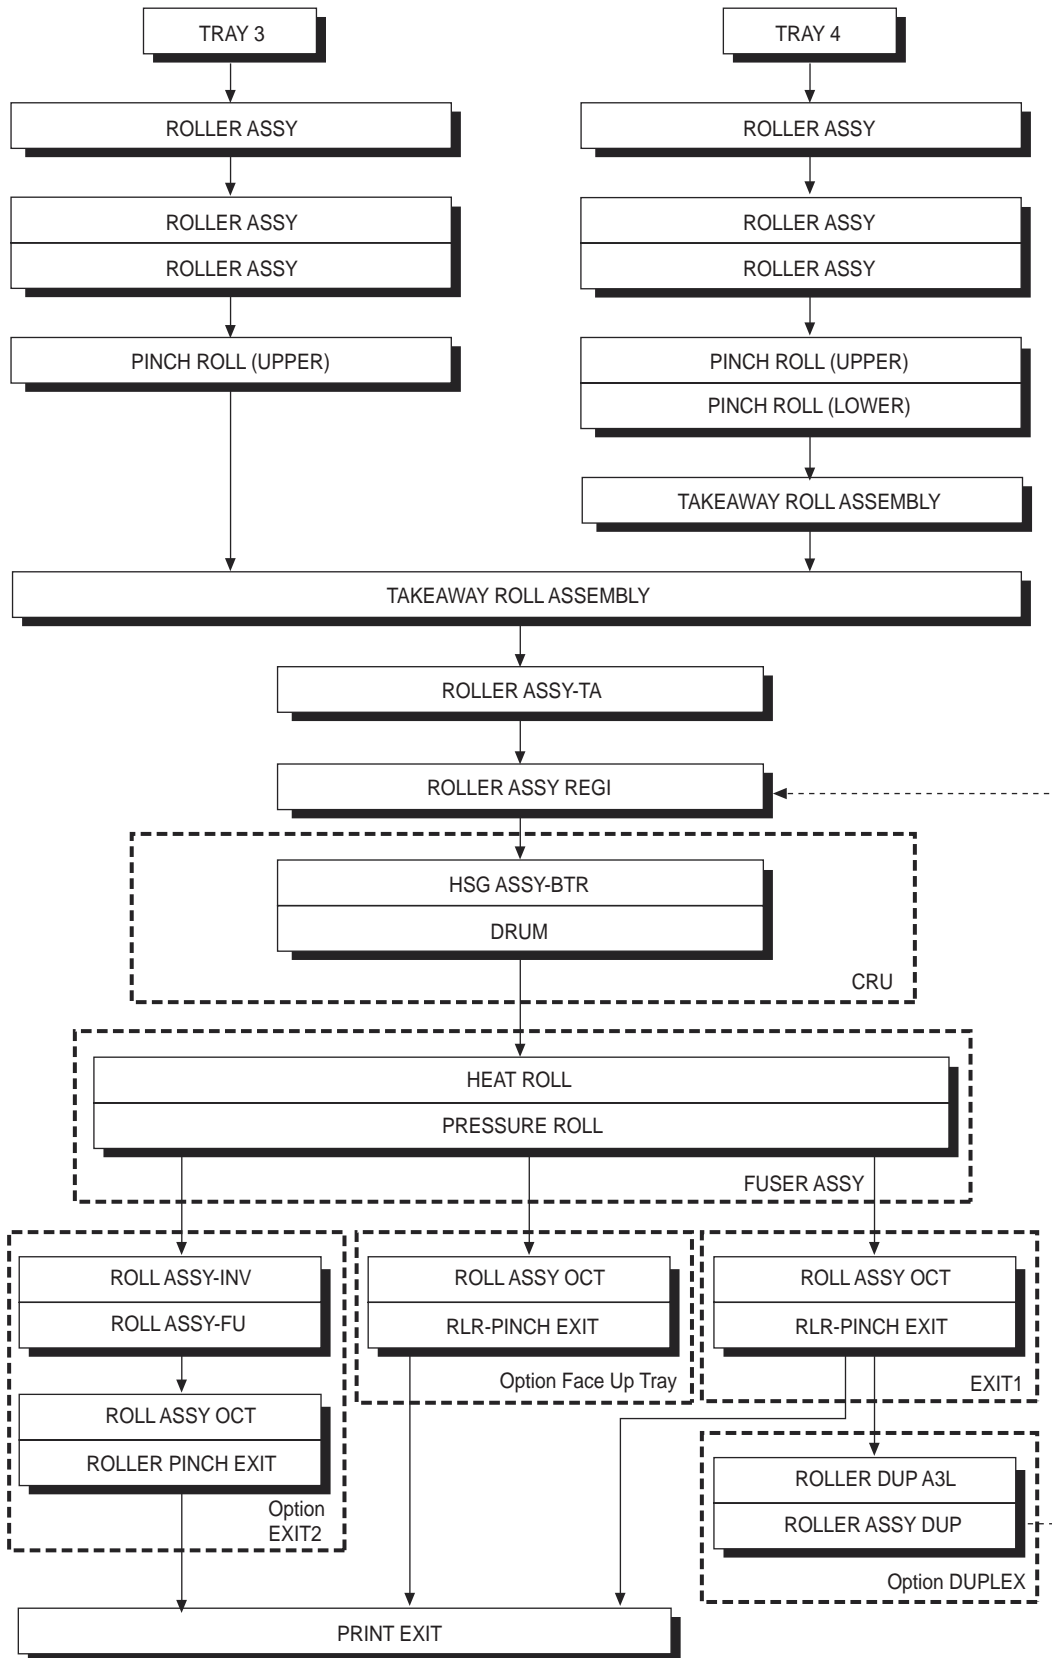 TRAY 3
TRAY 4
ROLLER ASSY
ROLLER ASSY
ROLLER ASSY
ROLLER ASSY
ROLLER ASSY
ROLLER ASSY
PINCH ROLL (UPPER)
PINCH ROLL (UPPER)
PINCH ROLL (LOWER)
TAKEAWAY ROLL ASSEMBLY
TAKEAWAY ROLL ASSEMBLY
ROLLER ASSY-TA
ROLLER ASSY REGI
HSG ASSY-BTR
DRUM
CRU
HEAT ROLL
PRESSURE ROLL
FUSER ASSY
ROLL ASSY-INV
ROLL ASSY-FU
ROLL ASSY OCT
ROLLER PINCH EXIT
Option
EXIT2
ROLL ASSY OCT
RLR-PINCH EXIT
Option Face Up Tray
ROLL ASSY OCT
RLR-PINCH EXIT
EXIT1
ROLLER DUP A3L
ROLLER ASSY DUP
Option DUPLEX
PRINT EXIT